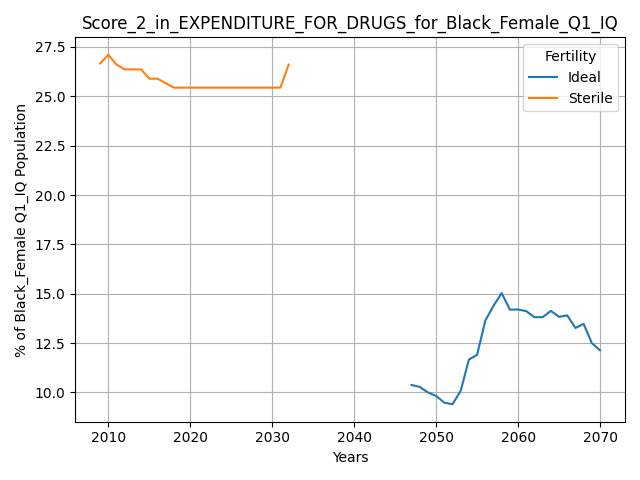 Score_2_in_EXPENDITURE_FOR_DRUGS_for_Black_Female_Q1_IQ
% of Black_Female Q1_IQ Population
27.5
25.0
22.5
20.0
17.5
15.0
12.5
10.0
Fertility
Ideal
Sterile
2010 2020 2030 2040 2050 2060 2070
Years